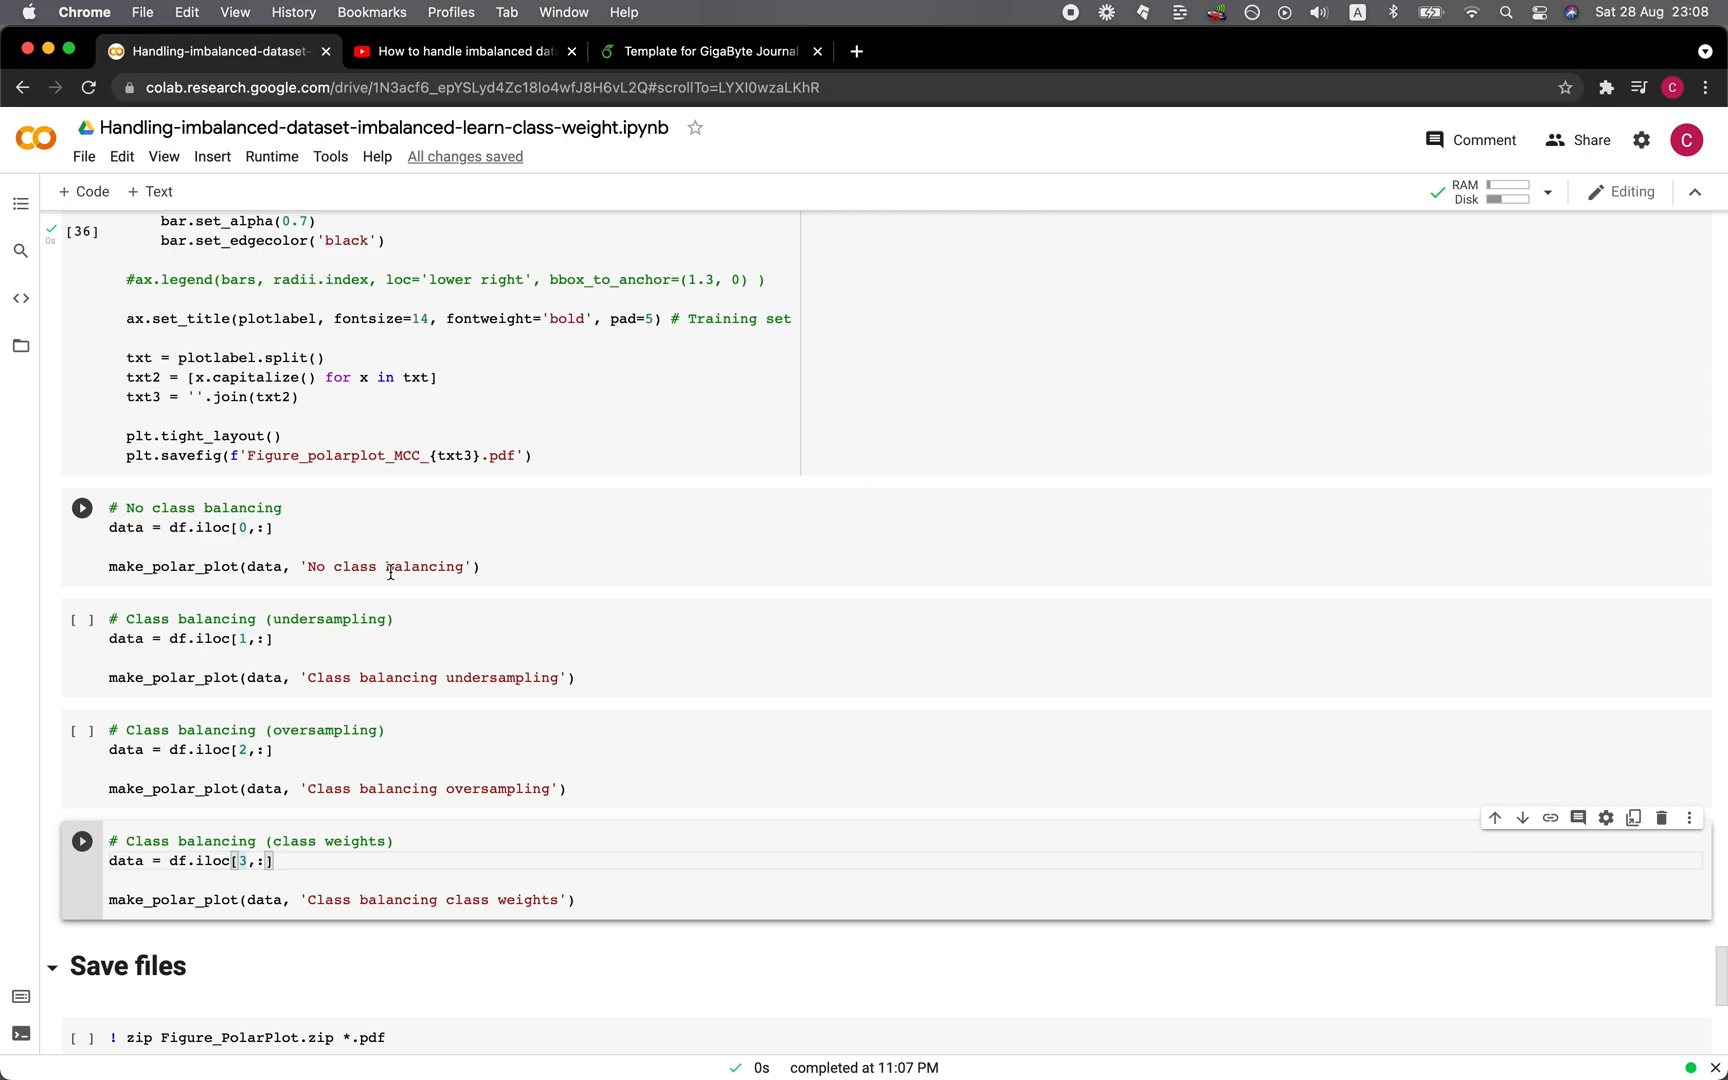 Chrome File Edit View History Bookmarks Profiles Tab Window Help A Sat 28 Aug 23:08
Handling-imbalanced-dataset- How to handle imbalanced dat Template for GigaByte Journal
colab.research.google.com/drive/1N3acf6_epYSLyd4Zc18lo4wfJ8H6vL2Q#scrollTo=LYXI0wzaLKhR C
Handling-imbalanced-dataset-imbalanced-learn-class-weight.ipynb
Comment Share C
File Edit View Insert Runtime Tools Help All changes saved
+ Code + Text
RAM
Disk
Editing
0s
[36]
bar.set_alpha(0.7)
bar.set_edgecolor('black')
#ax.legend(bars, radii.index, loc='lower right', bbox_to_anchor=(1.3, 0) )
ax.set_title(plotlabel, fontsize=14, fontweight='bold', pad=5) # Training set
txt = plotlabel.split()
txt2 = [x.capitalize() for x in txt]
txt3 = ''.join(txt2)
plt.tight_layout()
plt.savefig(f'Figure_polarplot_MCC_{txt3}.pdf')
# No class balancing
data = df.iloc[0,:]
make_polar_plot(data, 'No class balancing')
[ ] # Class balancing (undersampling)
data = df.iloc[1,:]
make_polar_plot(data, 'Class balancing undersampling')
[ ] # Class balancing (oversampling)
data = df.iloc[2,:]
make_polar_plot(data, 'Class balancing oversampling')
# Class balancing (class weights)
data = df.iloc[3,:]
make_polar_plot(data, 'Class balancing class weights')
Save files
[ ] ! zip Figure_PolarPlot.zip *.pdf
0s completed at 11:07 PM